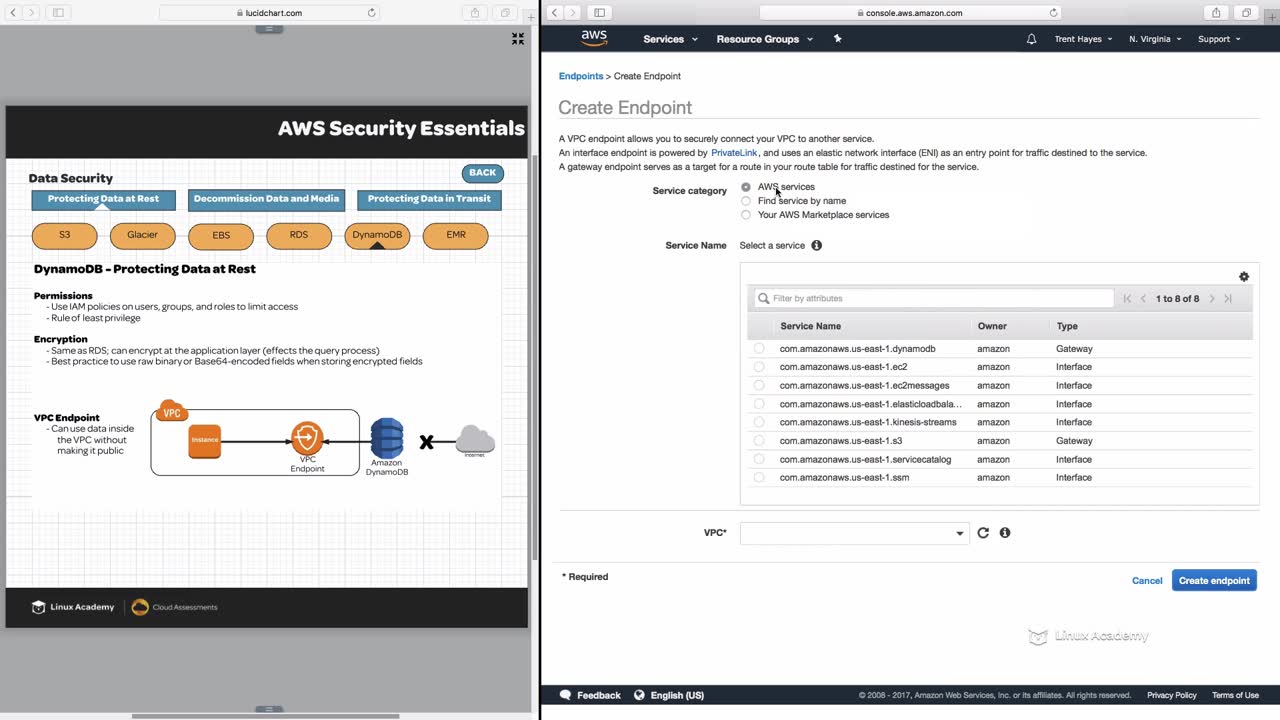 lucidchart.com
AWS Security Essentials
BACK
Data Security
Protecting Data at Rest
Decommission Data and Media
Protecting Data in Transit
S3
Glacier
EBS
RDS
DynamoDB
EMR
DynamoDB - Protecting Data at Rest
Permissions
- Use IAM policies on users, groups, and roles to limit access
- Rule of least privilege
Encryption
- Same as RDS; can encrypt at the application layer (effects the query process)
- Best practice to use raw binary or Base64-encoded fields when storing encrypted fields
VPC Endpoint
- Can use data inside
the VPC without
making it public
VPC
Instance
VPC
Endpoint
Amazon
DynamoDB
X
Internet
Linux Academy
Cloud Assessments
console.aws.amazon.com
aws
Services
Resource Groups
Trent Hayes
N. Virginia
Support
Endpoints > Create Endpoint
Create Endpoint
A VPC endpoint allows you to securely connect your VPC to another service.
An interface endpoint is powered by PrivateLink, and uses an elastic network interface (ENI) as an entry point for traffic destined to the service.
A gateway endpoint serves as a target for a route in your route table for traffic destined for the service.
Service category
AWS services
Find service by name
Your AWS Marketplace services
Service Name
Select a service
Filter by attributes
1 to 8 of 8
Service Name Owner Type
com.amazonaws.us-east-1.dynamodb amazon Gateway
com.amazonaws.us-east-1.ec2 amazon Interface
com.amazonaws.us-east-1.ec2messages amazon Interface
com.amazonaws.us-east-1.elasticloadbala... amazon Interface
com.amazonaws.us-east-1.kinesis-streams amazon Interface
com.amazonaws.us-east-1.s3 amazon Gateway
com.amazonaws.us-east-1.servicecatalog amazon Interface
com.amazonaws.us-east-1.ssm amazon Interface
VPC*
* Required
Cancel
Create endpoint
Linux Academy
Feedback
English (US)
© 2008 - 2017, Amazon Web Services, Inc. or its affiliates. All rights reserved.
Privacy Policy
Terms of Use